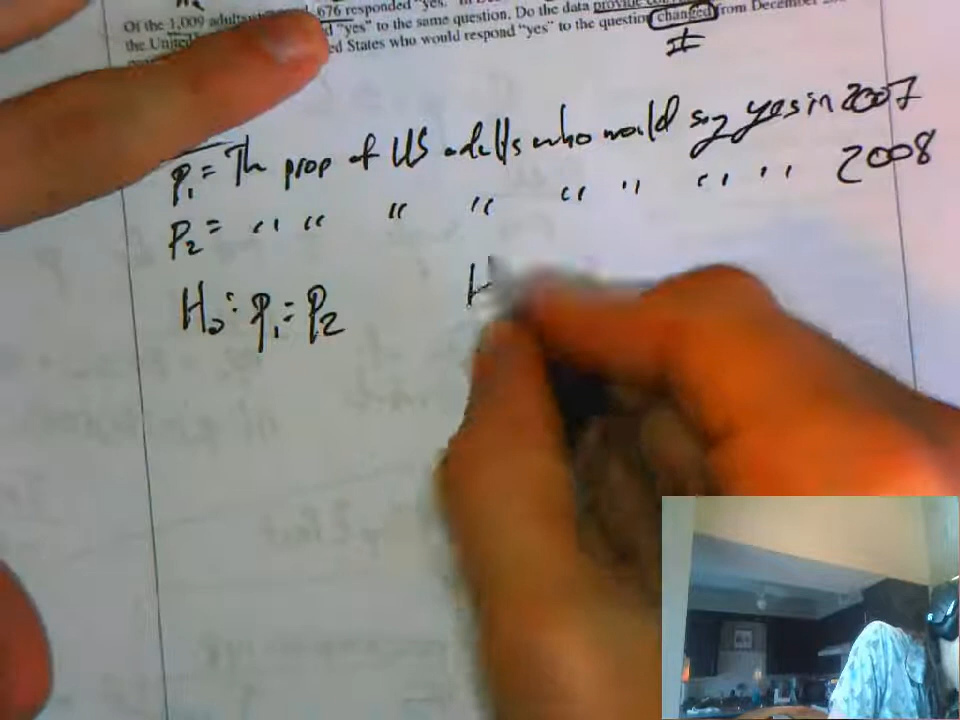 Of the 1,009 adults 676 responded "yes."
the United "yes" to the same question. Do the data provide
ed States who would respond "yes" to the question changed from December
p₁ = The prop of US adults who would say yes in 2007
p₂ = " " " " " " " " 2008
H₀: p₁ = p₂ H